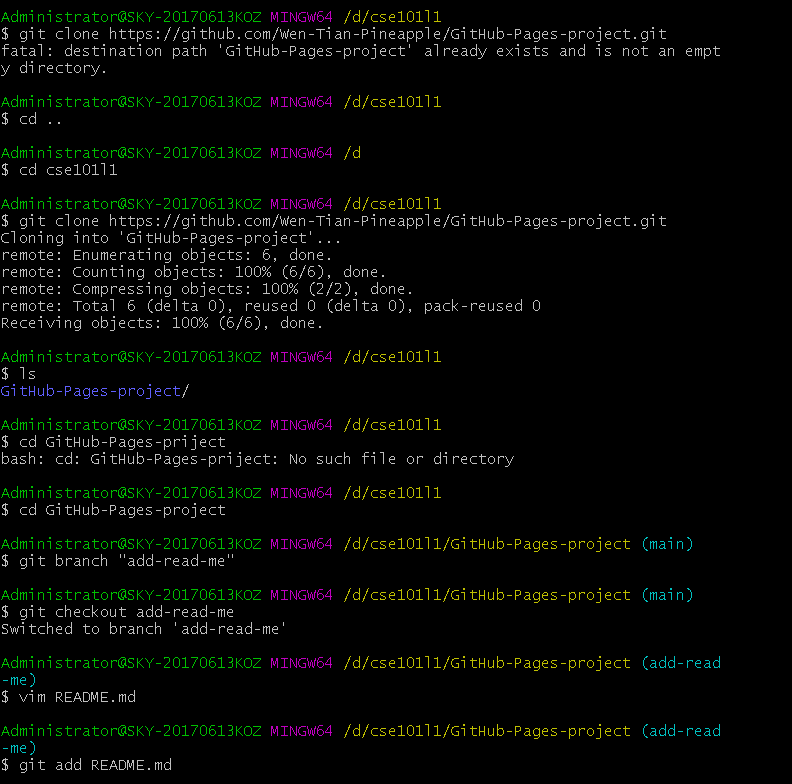 Administrator@SKY-20170613KOZ MINGW64 /d/cse101l1
$ git clone https://github.com/Wen-Tian-Pineapple/GitHub-Pages-project.git
fatal: destination path 'GitHub-Pages-project' already exists and is not an empt
y directory.
Administrator@SKY-20170613KOZ MINGW64 /d/cse101l1
$ cd ..
Administrator@SKY-20170613KOZ MINGW64 /d
$ cd cse101l1
Administrator@SKY-20170613KOZ MINGW64 /d/cse101l1
$ git clone https://github.com/Wen-Tian-Pineapple/GitHub-Pages-project.git
Cloning into 'GitHub-Pages-project'...
remote: Enumerating objects: 6, done.
remote: Counting objects: 100% (6/6), done.
remote: Compressing objects: 100% (2/2), done.
remote: Total 6 (delta 0), reused 0 (delta 0), pack-reused 0
Receiving objects: 100% (6/6), done.
Administrator@SKY-20170613KOZ MINGW64 /d/cse101l1
$ ls
GitHub-Pages-project/
Administrator@SKY-20170613KOZ MINGW64 /d/cse101l1
$ cd GitHub-Pages-priject
bash: cd: GitHub-Pages-priject: No such file or directory
Administrator@SKY-20170613KOZ MINGW64 /d/cse101l1
$ cd GitHub-Pages-project
Administrator@SKY-20170613KOZ MINGW64 /d/cse101l1/GitHub-Pages-project (main)
$ git branch "add-read-me"
Administrator@SKY-20170613KOZ MINGW64 /d/cse101l1/GitHub-Pages-project (main)
$ git checkout add-read-me
Switched to branch 'add-read-me'
Administrator@SKY-20170613KOZ MINGW64 /d/cse101l1/GitHub-Pages-project (add-read
-me)
$ vim README.md
Administrator@SKY-20170613KOZ MINGW64 /d/cse101l1/GitHub-Pages-project (add-read
-me)
$ git add README.md